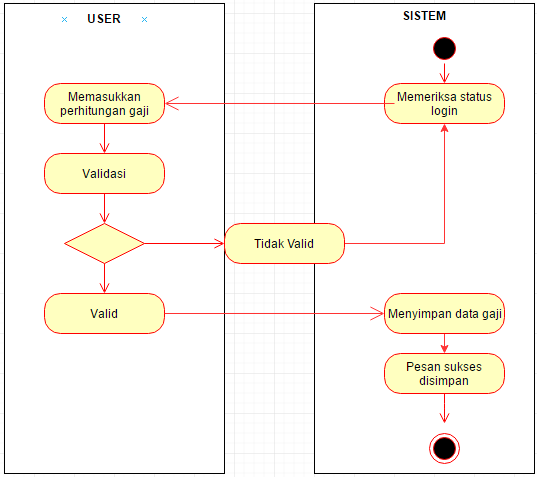 USER
SISTEM
Memasukkan
perhitungan gaji
Memeriksa status
login
Validasi
Tidak Valid
Valid
Menyimpan data gaji
Pesan sukses
disimpan